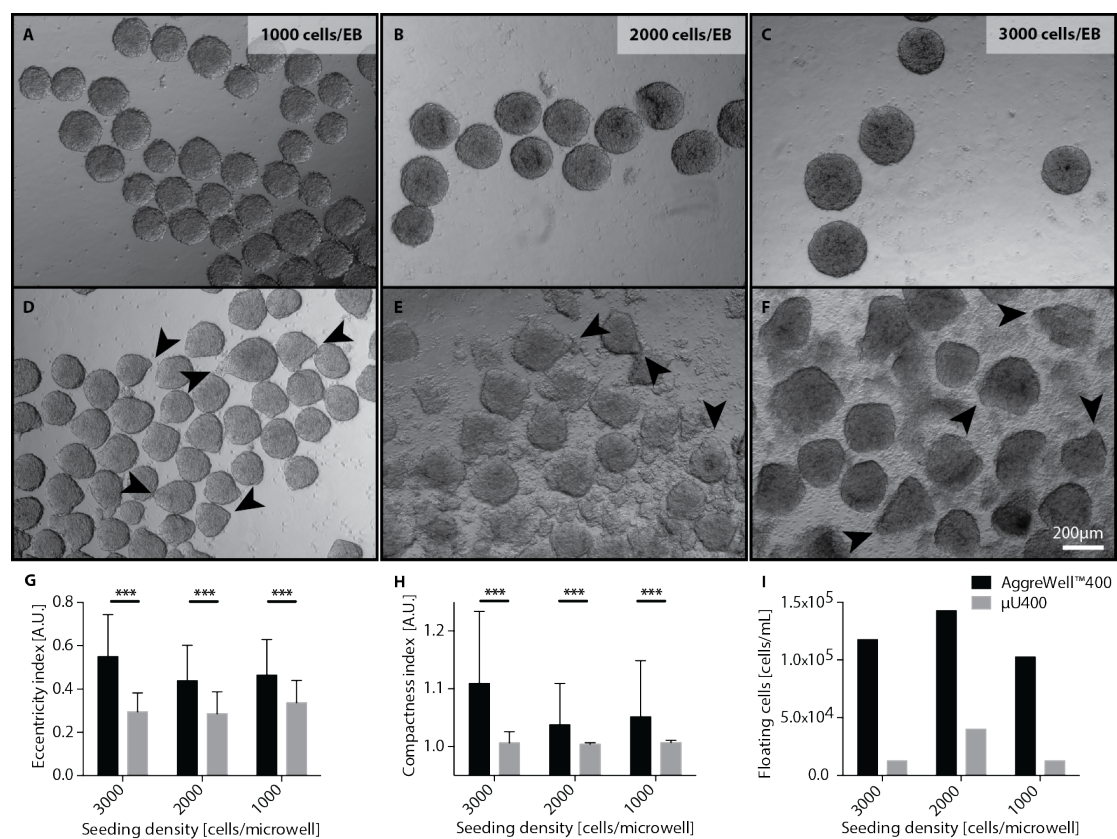 A
1000 cells/EB
B
2000 cells/EB
C
3000 cells/EB
D
E
F
200µm
G
***
***
***
Eccentricity index [A.U.]
0.8
0.6
0.4
0.2
0.0
3000
2000
1000
Seeding density [cells/microwell]
H
***
***
***
Compactness index [A.U.]
1.2
1.1
1.0
3000
2000
1000
Seeding density [cells/microwell]
I
AggreWell™400
µU400
Floating cells [cells/mL]
1.5x10⁵
1.0x10⁵
5.0x10⁴
0.0
3000
2000
1000
Seeding density [cells/microwell]